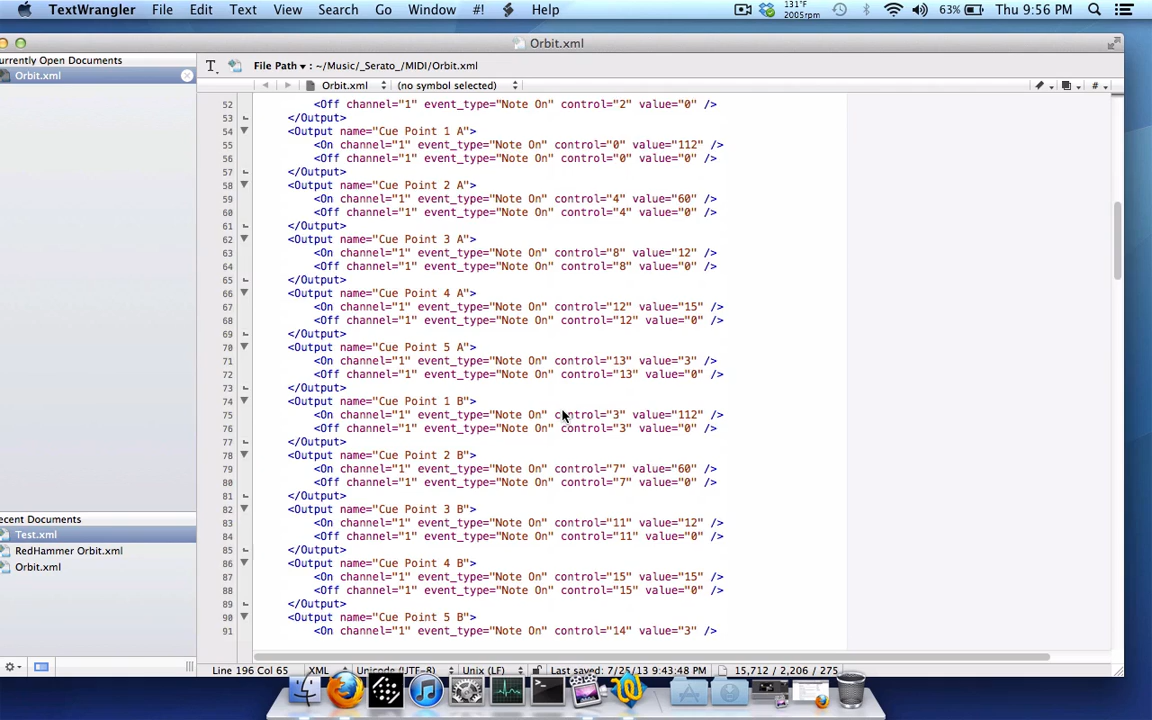 TextWrangler File Edit Text View Search Go Window #! Help 131°F 2005rpm 63% Thu 9:56 PM
Orbit.xml
urrently Open Documents
Orbit.xml
File Path ▾ : ~/Music/_Serato_/MIDI/Orbit.xml
Orbit.xml (no symbol selected)
52 <Off channel="1" event_type="Note On" control="2" value="0" />
53 </Output>
54 <Output name="Cue Point 1 A">
55 <On channel="1" event_type="Note On" control="0" value="112" />
56 <Off channel="1" event_type="Note On" control="0" value="0" />
57 </Output>
58 <Output name="Cue Point 2 A">
59 <On channel="1" event_type="Note On" control="4" value="60" />
60 <Off channel="1" event_type="Note On" control="4" value="0" />
61 </Output>
62 <Output name="Cue Point 3 A">
63 <On channel="1" event_type="Note On" control="8" value="12" />
64 <Off channel="1" event_type="Note On" control="8" value="0" />
65 </Output>
66 <Output name="Cue Point 4 A">
67 <On channel="1" event_type="Note On" control="12" value="15" />
68 <Off channel="1" event_type="Note On" control="12" value="0" />
69 </Output>
70 <Output name="Cue Point 5 A">
71 <On channel="1" event_type="Note On" control="13" value="3" />
72 <Off channel="1" event_type="Note On" control="13" value="0" />
73 </Output>
74 <Output name="Cue Point 1 B">
75 <On channel="1" event_type="Note On" control="3" value="112" />
76 <Off channel="1" event_type="Note On" control="3" value="0" />
77 </Output>
78 <Output name="Cue Point 2 B">
79 <On channel="1" event_type="Note On" control="7" value="60" />
80 <Off channel="1" event_type="Note On" control="7" value="0" />
81 </Output>
82 <Output name="Cue Point 3 B">
83 <On channel="1" event_type="Note On" control="11" value="12" />
84 <Off channel="1" event_type="Note On" control="11" value="0" />
85 </Output>
86 <Output name="Cue Point 4 B">
87 <On channel="1" event_type="Note On" control="15" value="15" />
88 <Off channel="1" event_type="Note On" control="15" value="0" />
89 </Output>
90 <Output name="Cue Point 5 B">
91 <On channel="1" event_type="Note On" control="14" value="3" />
ecent Documents
Test.xml
RedHammer Orbit.xml
Orbit.xml
Line 196 Col 65 XML Unicode (UTF-8) Unix (LF) Last saved: 7/25/13 9:43:48 PM 15,712 / 2,206 / 275